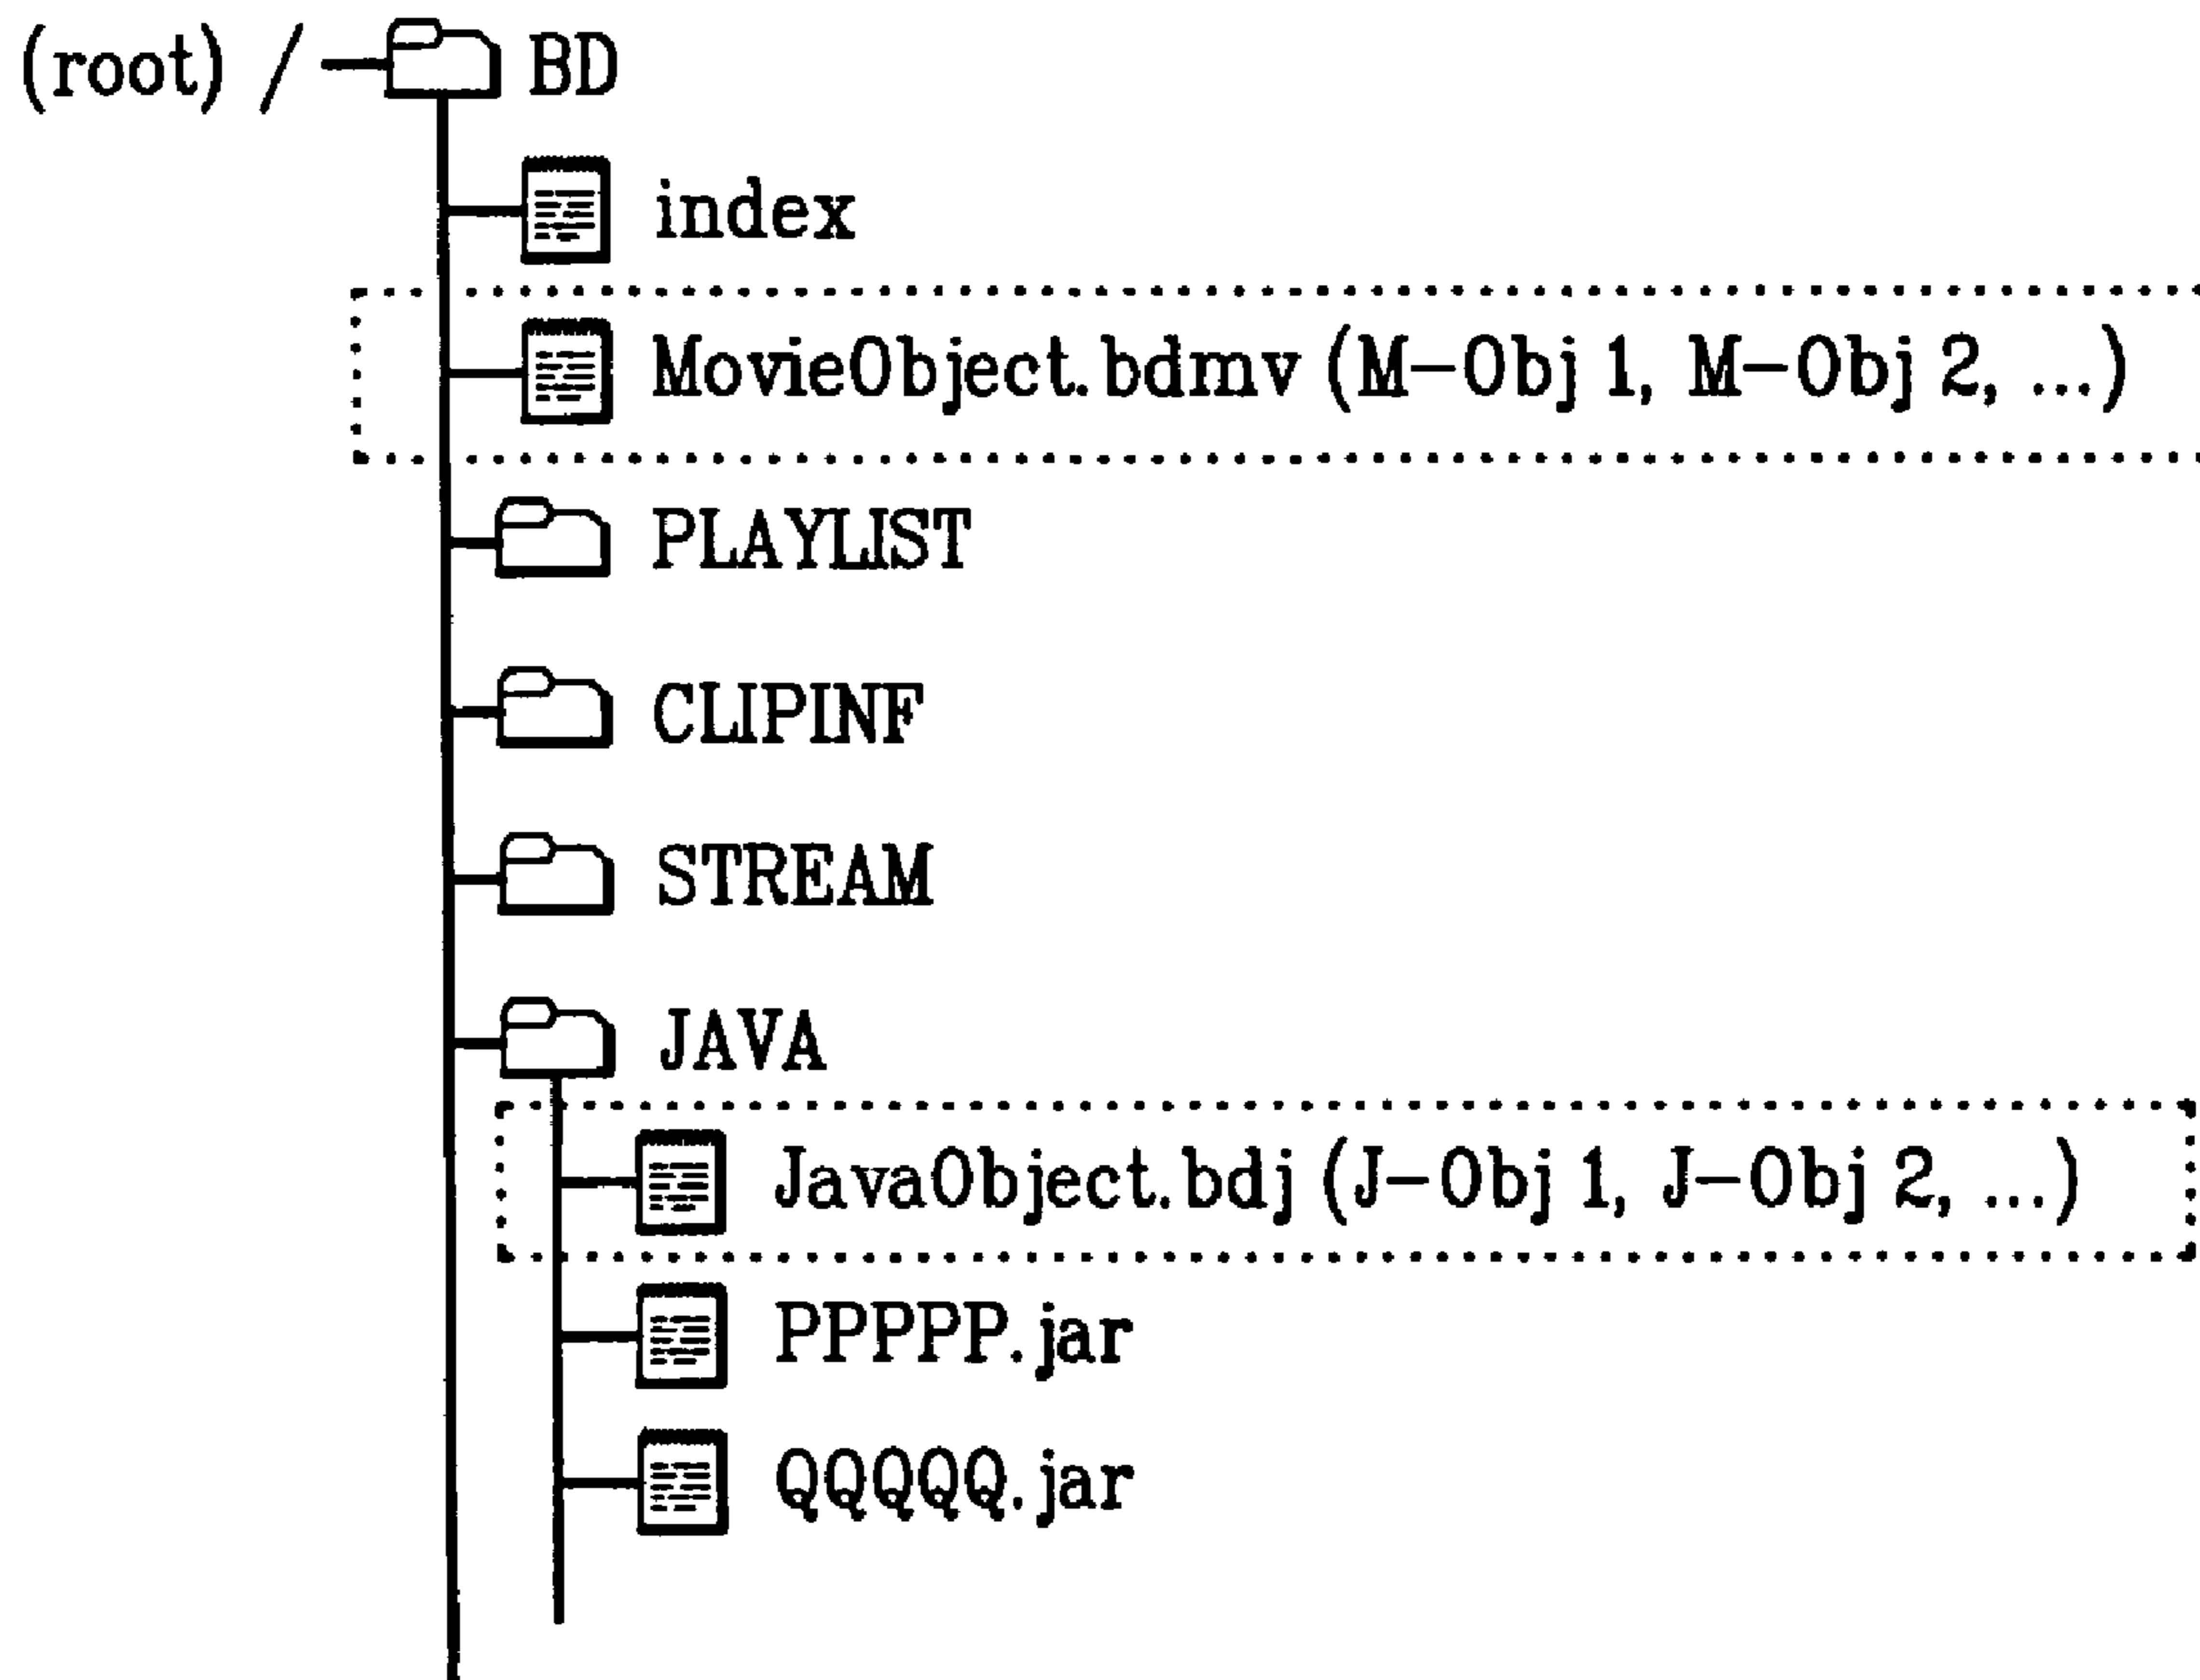 (root) / BD
index
MovieObject.bdmv (M-Obj 1, M-Obj 2, ...)
PLAYLIST
CLIPINF
STREAM
JAVA
JavaObject.bdj (J-Obj 1, J-Obj 2, ...)
PPPPP.jar
QQQQQ.jar